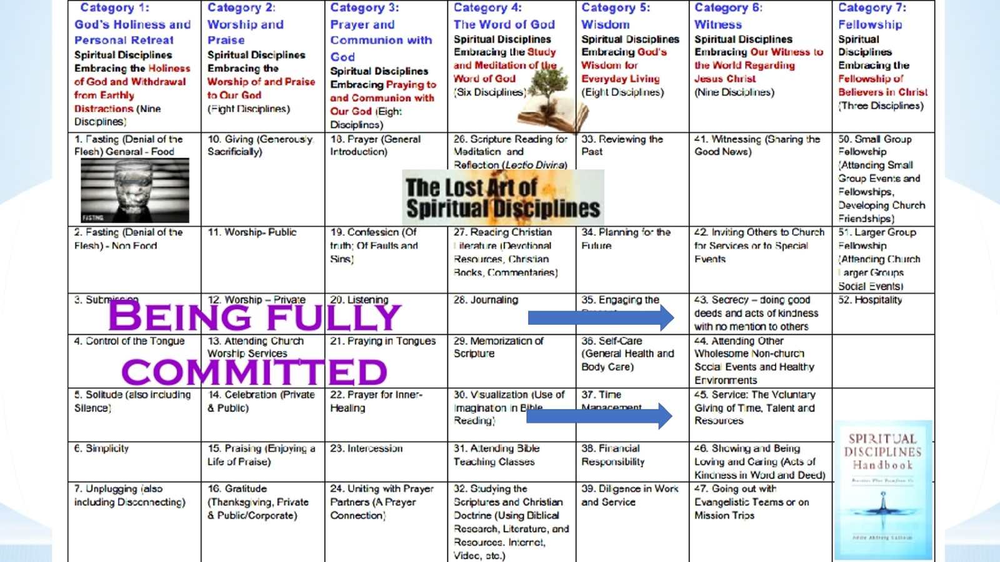 Category 1:
God's Holiness and
Personal Retreat
Spiritual Disciplines
Embracing the Holiness
of God and Withdrawal
from Earthly
Distractions (Nine
Disciplines)
Category 2:
Worship and
Praise
Spiritual Disciplines
Embracing the
Worship of and Praise
to Our God
(Eight Disciplines)
Category 3:
Prayer and
Communion with
God
Spiritual Disciplines
Embracing Praying to
and Communion with
Our God (Eight
Disciplines)
Category 4:
The Word of God
Spiritual Disciplines
Embracing the Study
and Meditation of the
Word of God
(Six Disciplines)
Category 5:
Wisdom
Spiritual Disciplines
Embracing God's
Wisdom for
Everyday Living
(Eight Disciplines)
Category 6:
Witness
Spiritual Disciplines
Embracing Our Witness to
the World Regarding
Jesus Christ
(Nine Disciplines)
Category 7:
Fellowship
Spiritual
Disciplines
Embracing the
Fellowship of
Believers in Christ
(Three Disciplines)
1. Fasting (Denial of the
Flesh) General - Food
FASTING
10. Giving (Generously,
Sacrificially)
18. Prayer (General
Introduction)
26. Scripture Reading for
Meditation and
Reflection (Lectio Divina)
The Lost Art of
Spiritual Disciplines
33. Reviewing the
Past
41. Witnessing (Sharing the
Good News)
50. Small Group
Fellowship
(Attending Small
Group Events and
Fellowships,
Developing Church
Friendships)
2. Fasting (Denial of the
Flesh) - Non Food
11. Worship- Public
19. Confession (Of
truth; Of Faults and
Sins)
27. Reading Christian
Literature (Devotional
Resources, Christian
Books, Commentaries)
34. Planning for the
Future
42. Inviting Others to Church
for Services or to Special
Events
51. Larger Group
Fellowship
(Attending Church
Larger Groups
Social Events)
3. Submission
12. Worship – Private
20. Listening
28. Journaling
35. Engaging the
43. Secrecy – doing good
deeds and acts of kindness
with no mention to others
52. Hospitality
BEING FULLY
COMMITTED
4. Control of the Tongue
13. Attending Church
Worship Services
21. Praying in Tongues
29. Memorization of
Scripture
36. Self-Care
(General Health and
Body Care)
44. Attending Other
Wholesome Non-church
Social Events and Healthy
Environments
5. Solitude (also including
Silence)
14. Celebration (Private
& Public)
22. Prayer for Inner-
Healing
30. Visualization (Use of
Imagination in Bible
Reading)
37. Time
Management
45. Service: The Voluntary
Giving of Time, Talent and
Resources
6. Simplicity
15. Praising (Enjoying a
Life of Praise)
23. Intercession
31. Attending Bible
Teaching Classes
38. Financial
Responsibility
46. Showing and Being
Loving and Caring (Acts of
Kindness in Word and Deed)
7. Unplugging (also
including Disconnecting)
16. Gratitude
(Thanksgiving, Private
& Public/Corporate)
24. Uniting with Prayer
Partners (A Prayer
Connection)
32. Studying the
Scriptures and Christian
Doctrine (Using Biblical
Research, Literature, and
Resources. Internet,
Video, etc.)
39. Diligence in Work
and Service
47. Going out with
Evangelistic Teams or on
Mission Trips
SPIRITUAL
DISCIPLINES
Handbook
Practices That Transform Us
Adele Ahlberg Calhoun